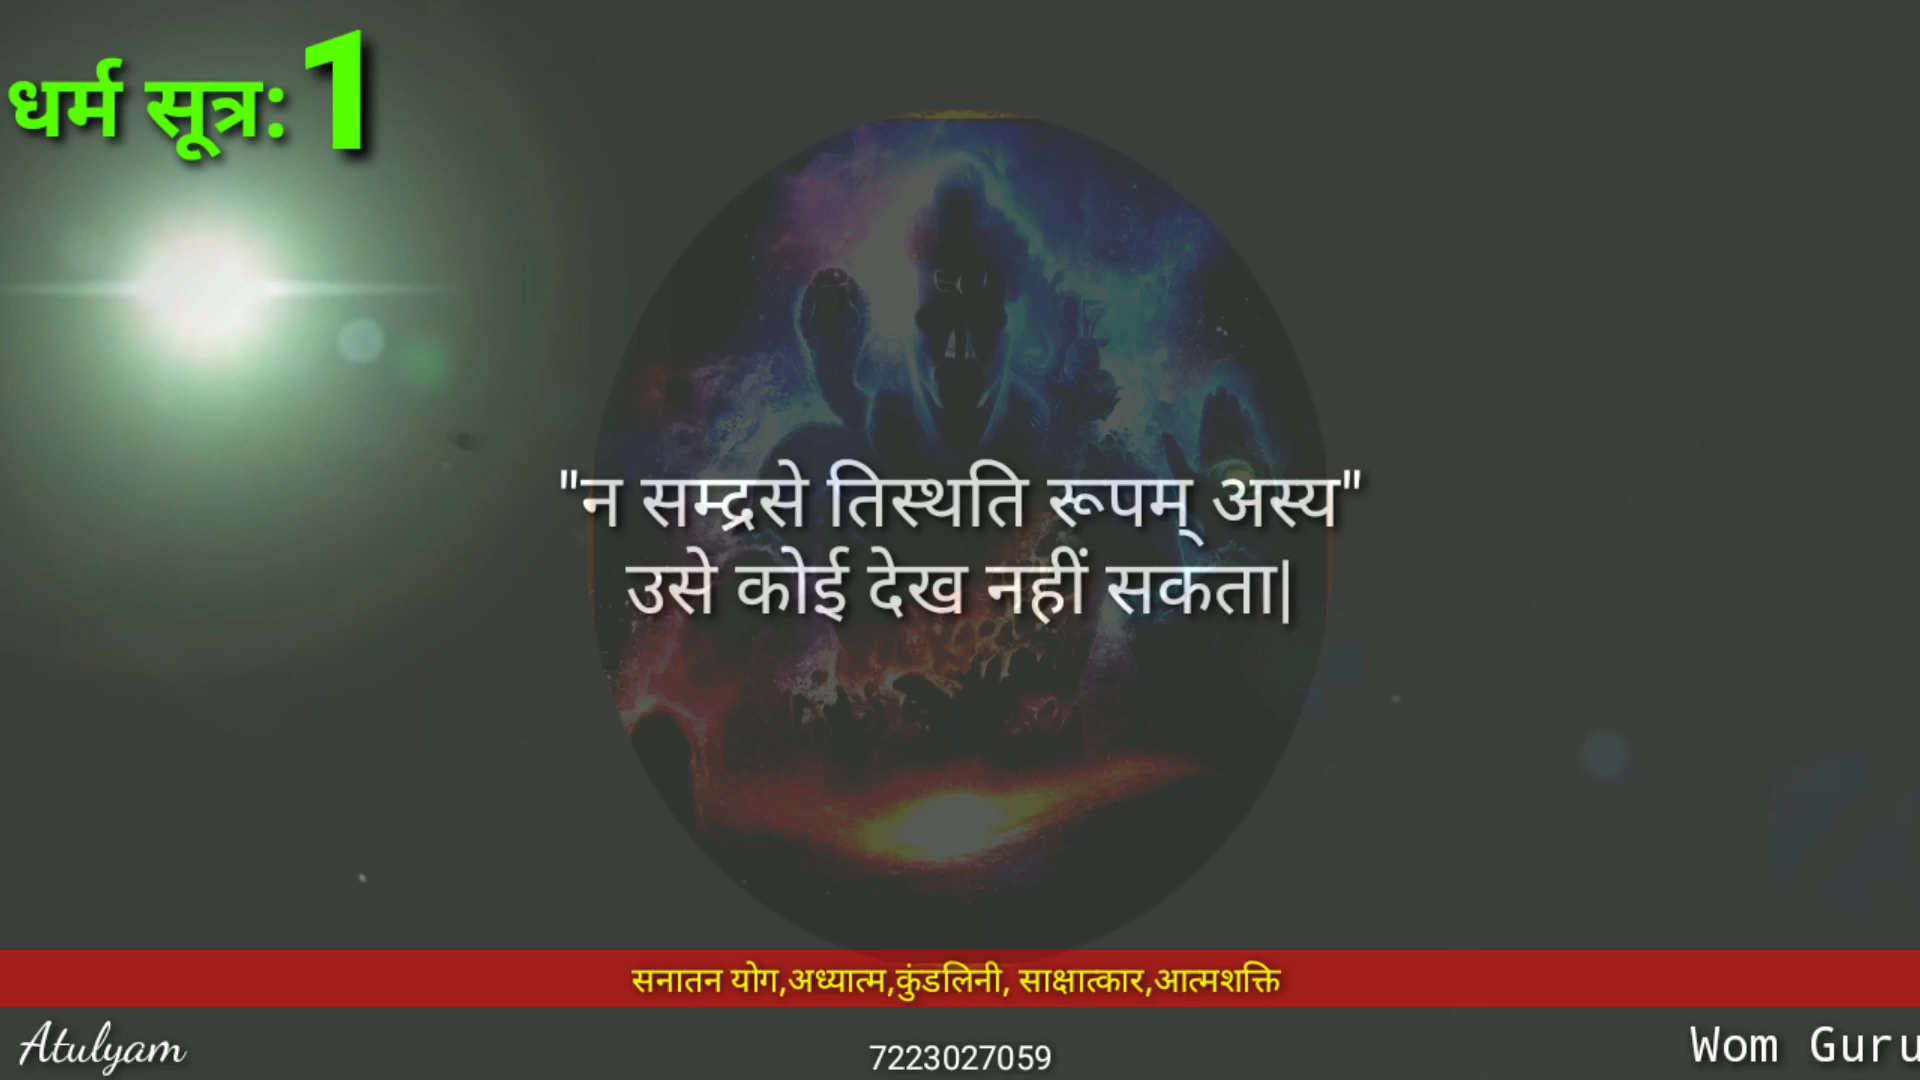 धर्म सूत्र: 1
"न सम्द्रसे तिस्थति रूपम् अस्य"
उसे कोई देख नहीं सकता|
सनातन योग,अध्यात्म,कुंडलिनी, साक्षात्कार,आत्मशक्ति
Atulyam
7223027059
Wom Guru